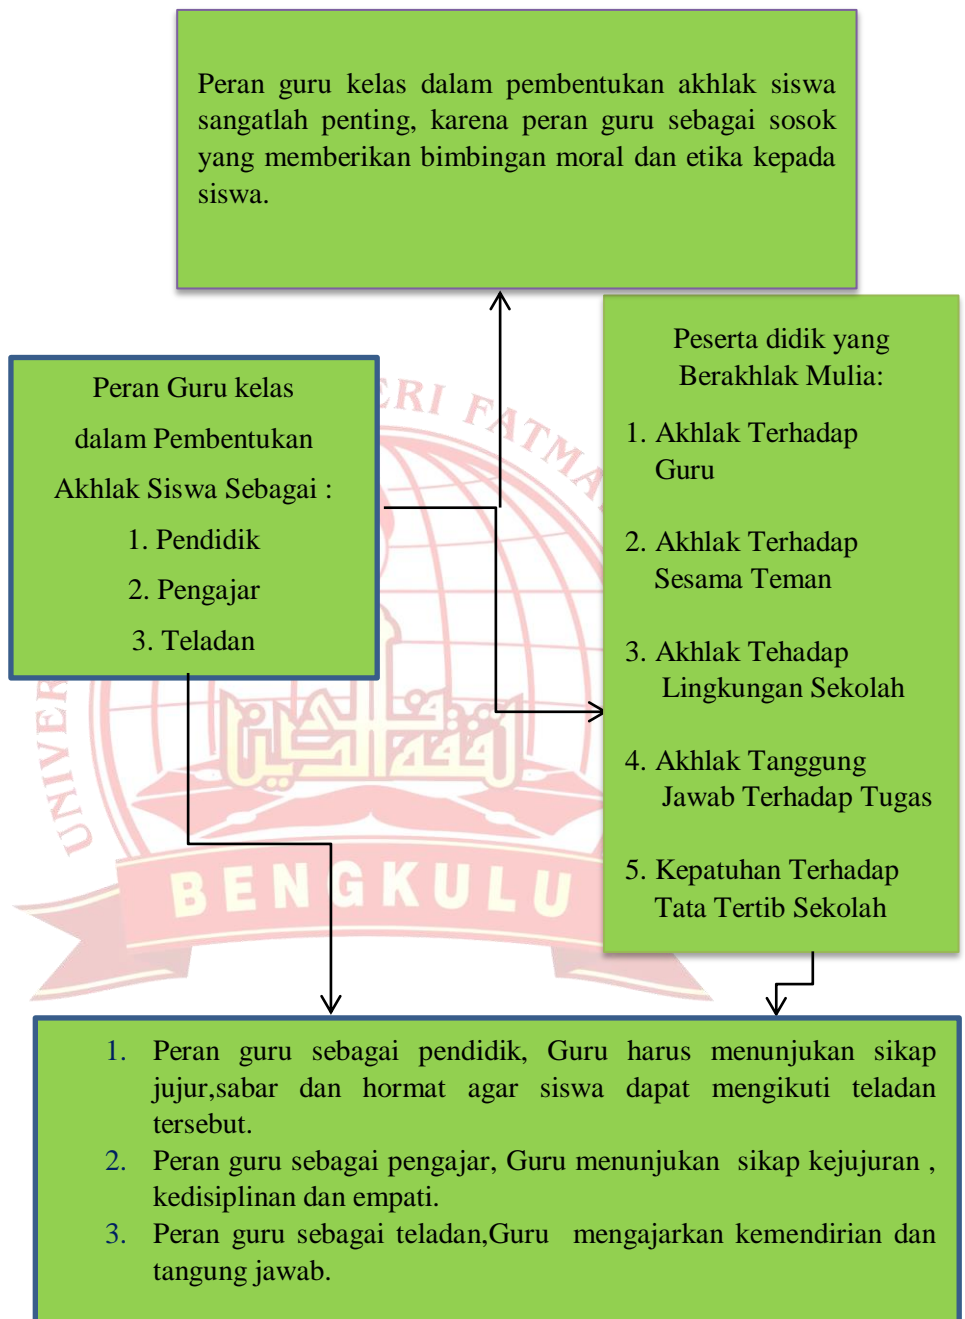 Peran guru kelas dalam pembentukan akhlak siswa
sangatlah penting, karena peran guru sebagai sosok
yang memberikan bimbingan moral dan etika kepada
siswa.
Peran Guru kelas
dalam Pembentukan
Akhlak Siswa Sebagai :
1. Pendidik
2. Pengajar
3. Teladan
Peserta didik yang
Berakhlak Mulia:
1. Akhlak Terhadap
Guru
2. Akhlak Terhadap
Sesama Teman
3. Akhlak Tehadap
Lingkungan Sekolah
4. Akhlak Tanggung
Jawab Terhadap Tugas
5. Kepatuhan Terhadap
Tata Tertib Sekolah
BENGKULU
1. Peran guru sebagai pendidik, Guru harus menunjukan sikap
jujur,sabar dan hormat agar siswa dapat mengikuti teladan
tersebut.
2. Peran guru sebagai pengajar, Guru menunjukan sikap kejujuran ,
kedisiplinan dan empati.
3. Peran guru sebagai teladan,Guru mengajarkan kemendirian dan
tangung jawab.